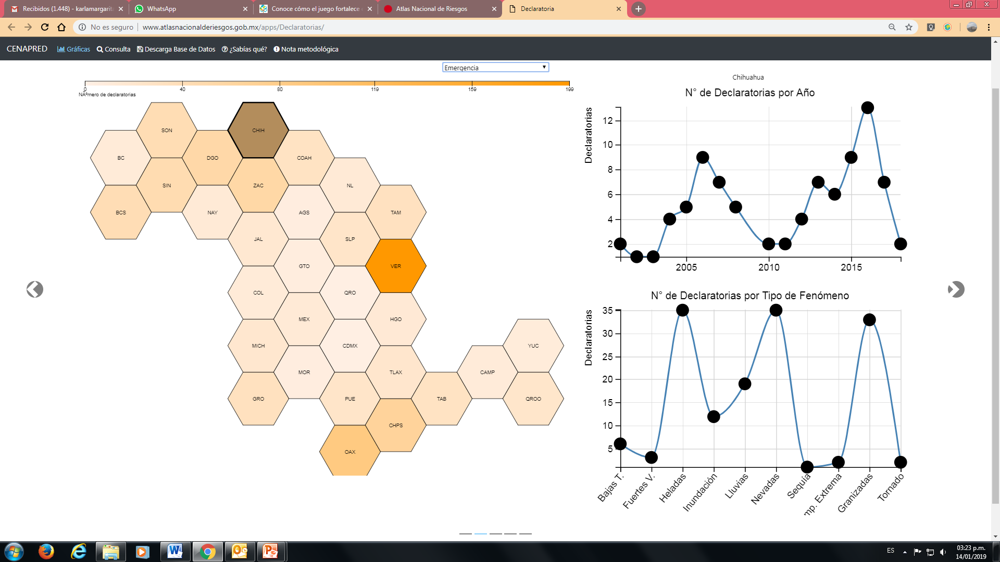 Recibidos (1.448) - karlamargarit
WhatsApp
Conoce cómo el juego fortalece
Atlas Nacional de Riesgos
Declaratoria
No es seguro
www.atlasnacionalderiesgos.gob.mx/apps/Declaratorias/
CENAPRED
Gráficas
Consulta
Descarga Base de Datos
¿Sabías qué?
Nota metodológica
Emergencia
0 40 80 119 159 199
NÃºmero de declaratorias
SON
CHIH
BC
DGO
COAH
SIN
ZAC
NL
BCS
NAY
AGS
TAM
JAL
SLP
GTO
VER
COL
QRO
MEX
HGO
MICH
CDMX
YUC
MOR
TLAX
CAMP
GRO
PUE
TAB
QROO
CHPS
OAX
Chihuahua
N° de Declaratorias por Año
Declaratorias
12
10
8
6
4
2
2005 2010 2015
N° de Declaratorias por Tipo de Fenómeno
Declaratorias
35
30
25
20
15
10
5
Bajas T.
Fuertes V.
Heladas
Inundación
Lluvias
Nevadas
Sequía
mp. Extrema
Granizadas
Tornado
ES
03:23 p.m.
14/01/2019